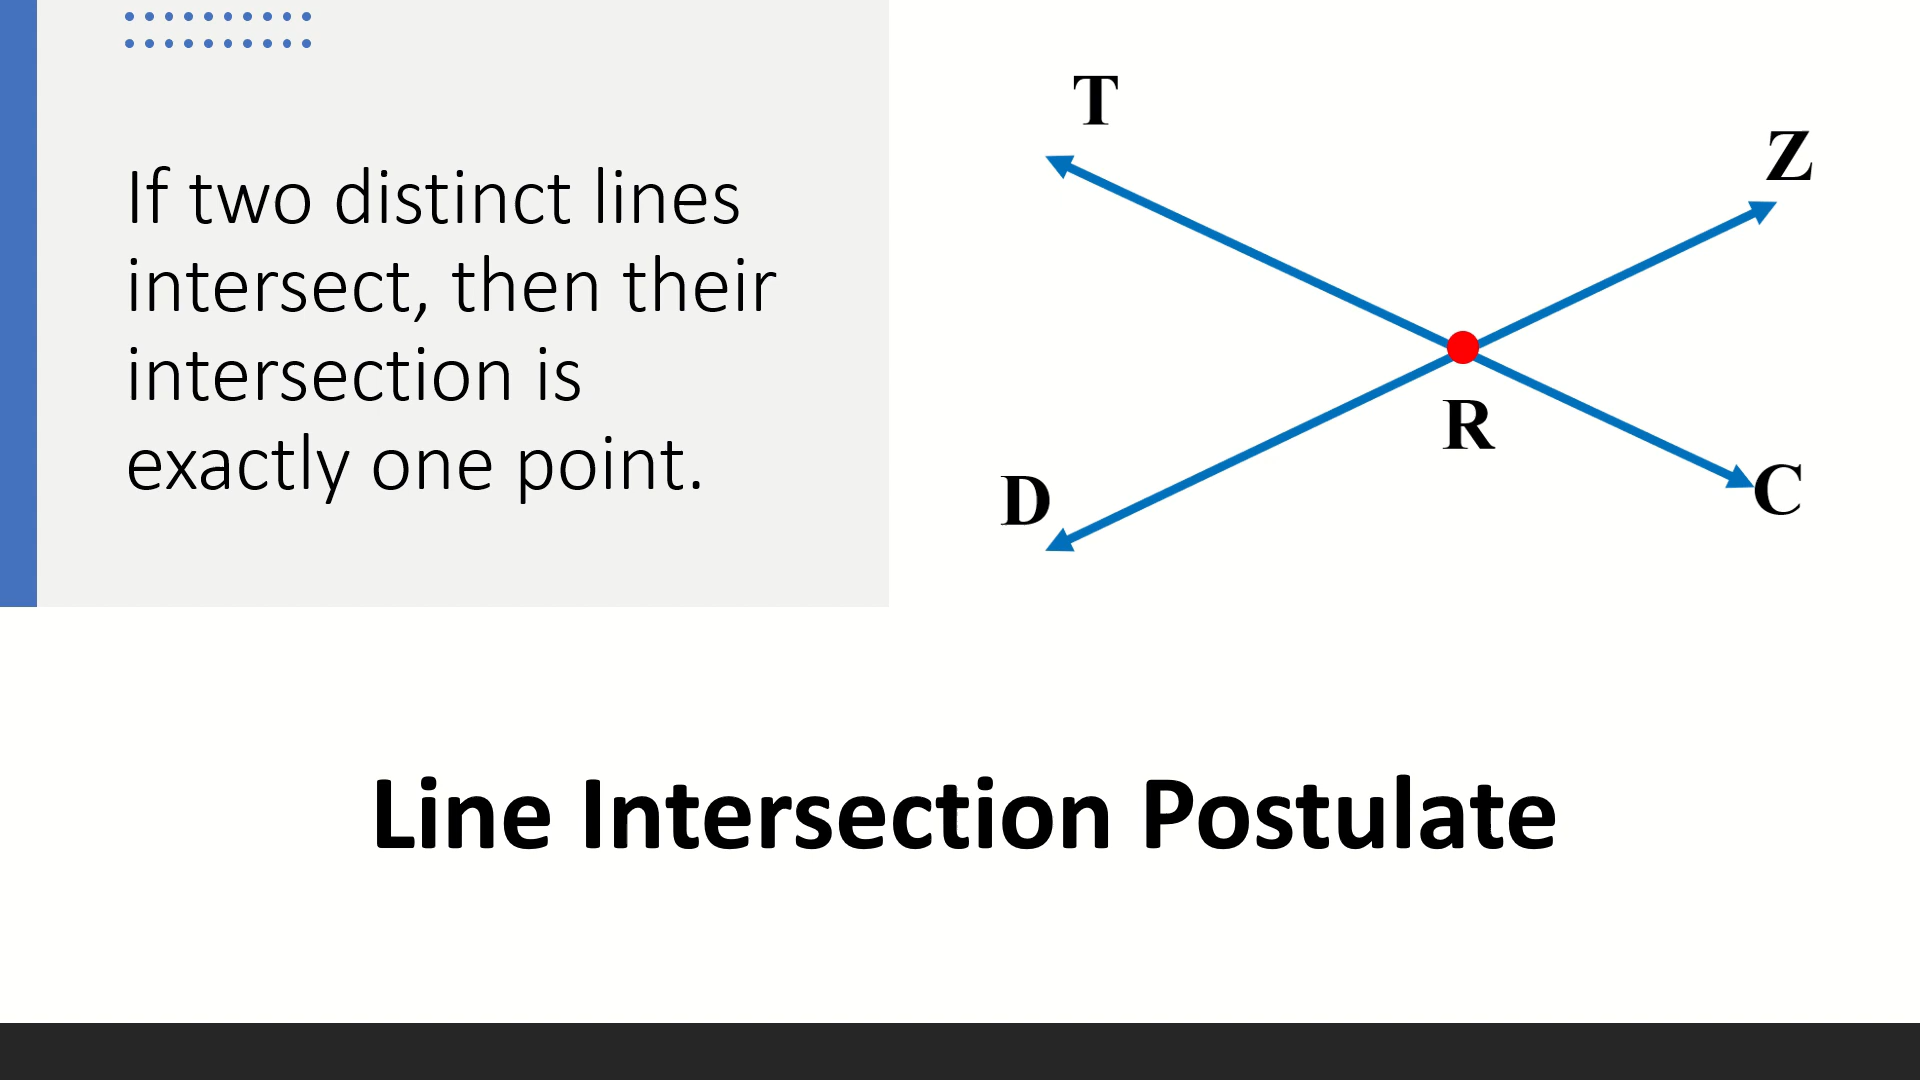 If two distinct lines
intersect, then their
intersection is
exactly one point.
T
Z
R
D
C
Line Intersection Postulate